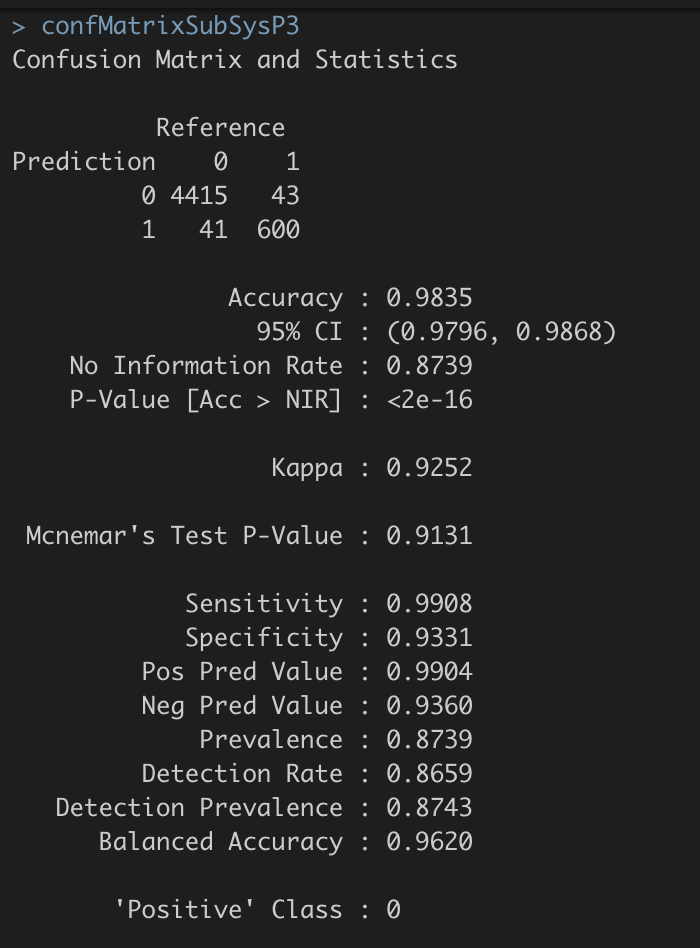 > confMatrixSubSysP3
Confusion Matrix and Statistics
Reference
Prediction 0 1
0 4415 43
1 41 600
Accuracy : 0.9835
95% CI : (0.9796, 0.9868)
No Information Rate : 0.8739
P-Value [Acc > NIR] : <2e-16
Kappa : 0.9252
Mcnemar's Test P-Value : 0.9131
Sensitivity : 0.9908
Specificity : 0.9331
Pos Pred Value : 0.9904
Neg Pred Value : 0.9360
Prevalence : 0.8739
Detection Rate : 0.8659
Detection Prevalence : 0.8743
Balanced Accuracy : 0.9620
'Positive' Class : 0